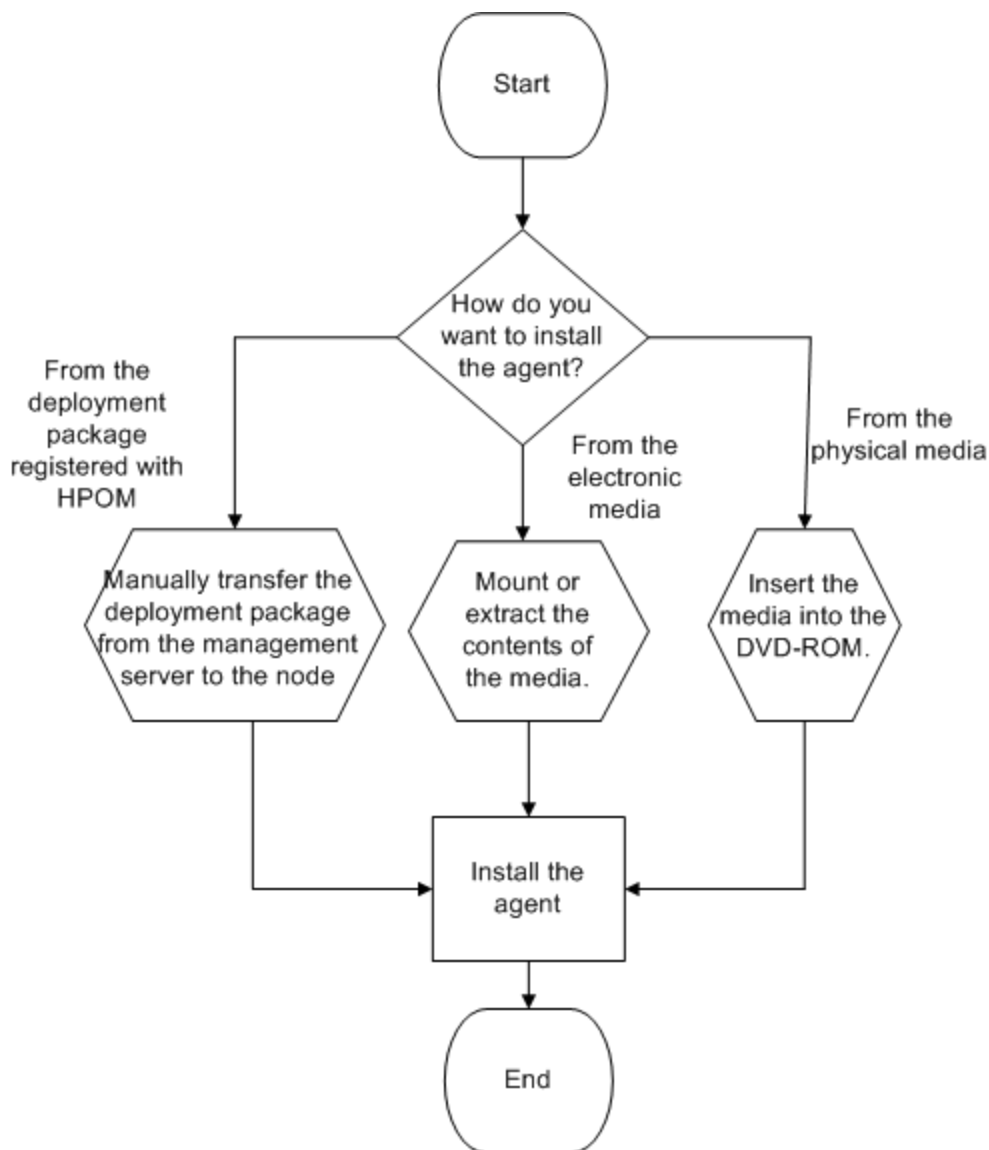 Start
How do you
want to install
the agent?
From the
deployment
package
registered with
HPOM
From the
electronic
media
From the
physical media
Manually transfer the
deployment package
from the management
server to the node
Mount or
extract the
contents of
the media.
Insert the
media into the
DVD-ROM.
Install the
agent
End